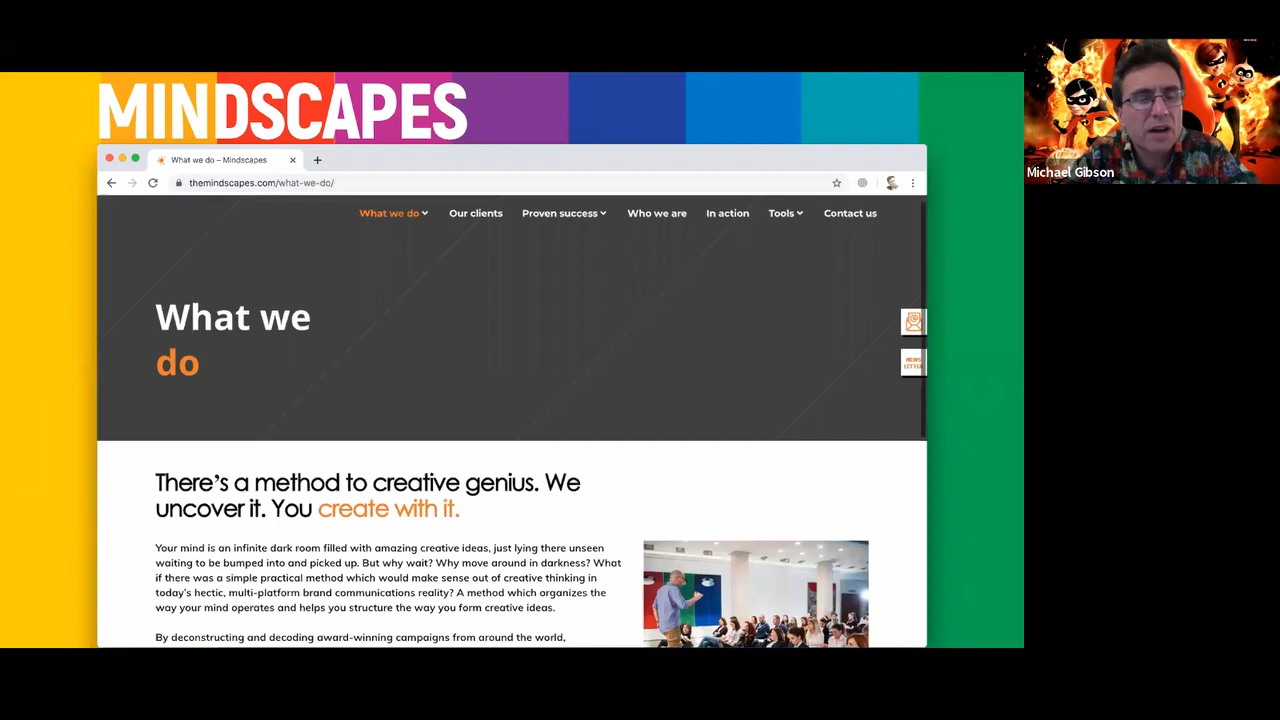 MINDSCAPES
What we do – Mindscapes
themindscapes.com/what-we-do/
What we do Our clients Proven success Who we are In action Tools Contact us
What we
do
NEWS
LETTER
There's a method to creative genius. We
uncover it. You create with it.
Your mind is an infinite dark room filled with amazing creative ideas, just lying there unseen
waiting to be bumped into and picked up. But why wait? Why move around in darkness? What
if there was a simple practical method which would make sense out of creative thinking in
today's hectic, multi-platform brand communications reality? A method which organizes the
way your mind operates and helps you structure the way you form creative ideas.
By deconstructing and decoding award-winning campaigns from around the world,
Michael Gibson